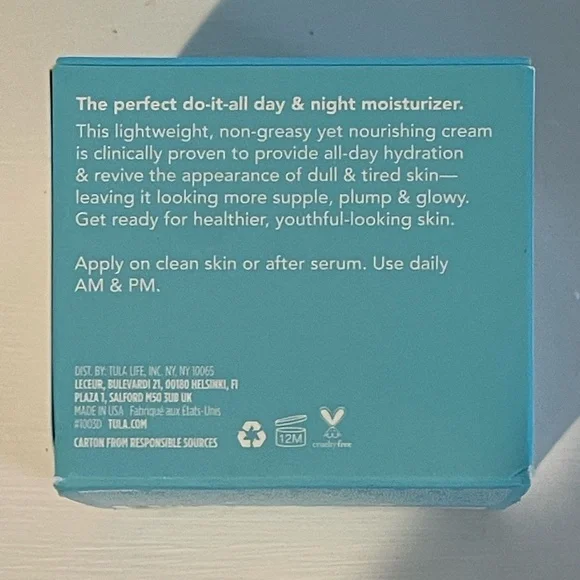 The perfect do-it-all day & night moisturizer.
This lightweight, non-greasy yet nourishing cream
is clinically proven to provide all-day hydration
& revive the appearance of dull & tired skin—
leaving it looking more supple, plump & glowy.
Get ready for healthier, youthful-looking skin.
Apply on clean skin or after serum. Use daily
AM & PM.
DIST. BY: TULA LIFE, INC. NY, NY 10065
LECEUR, BULEVARDI 21, 00180 HELSINKI, FI
PLAZA 1, SALFORD M50 3UB UK
MADE IN USA Fabriqué aux États-Unis
#1003D TULA.COM
CARTON FROM RESPONSIBLE SOURCES
12M
cruelty-free